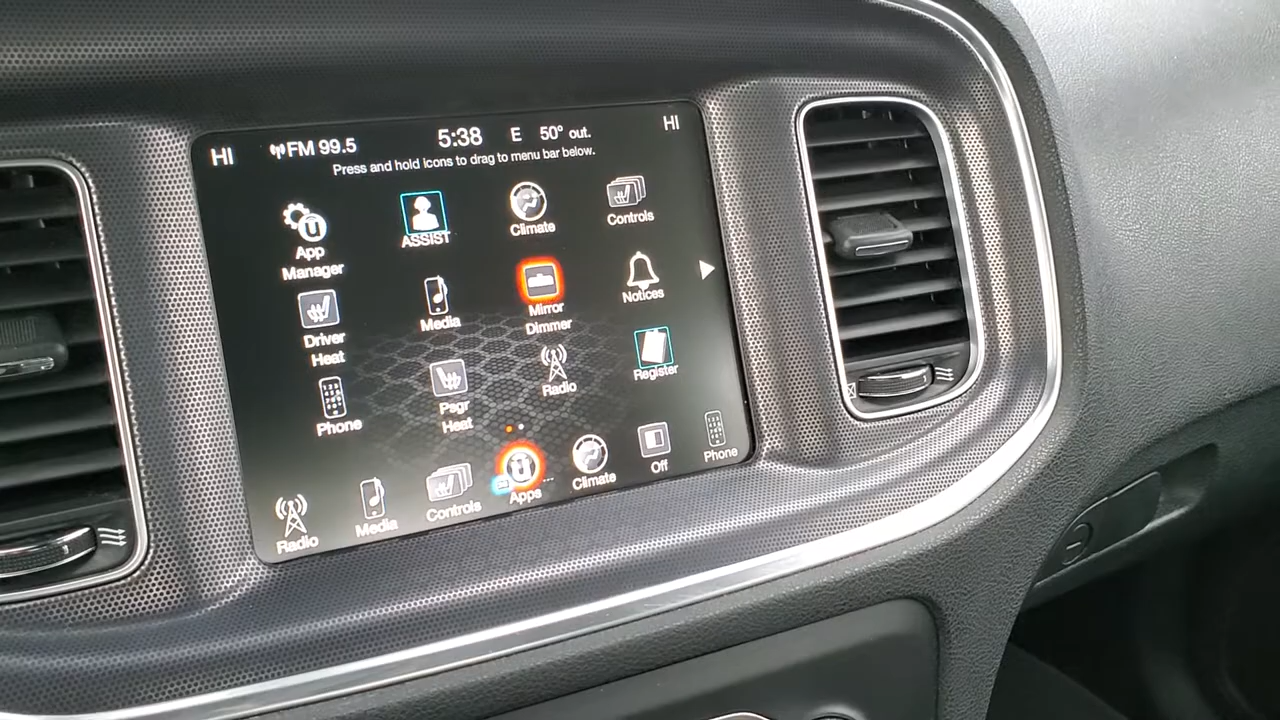 HI FM 99.5 5:38 E 50° out. HI
Press and hold icons to drag to menu bar below.
App
Manager
ASSIST
Climate
Controls
Driver
Heat
Media
Mirror
Dimmer
Notices
Phone
Psgr
Heat
Radio
Register
Radio
Media
Controls
Apps
Climate
Off
Phone